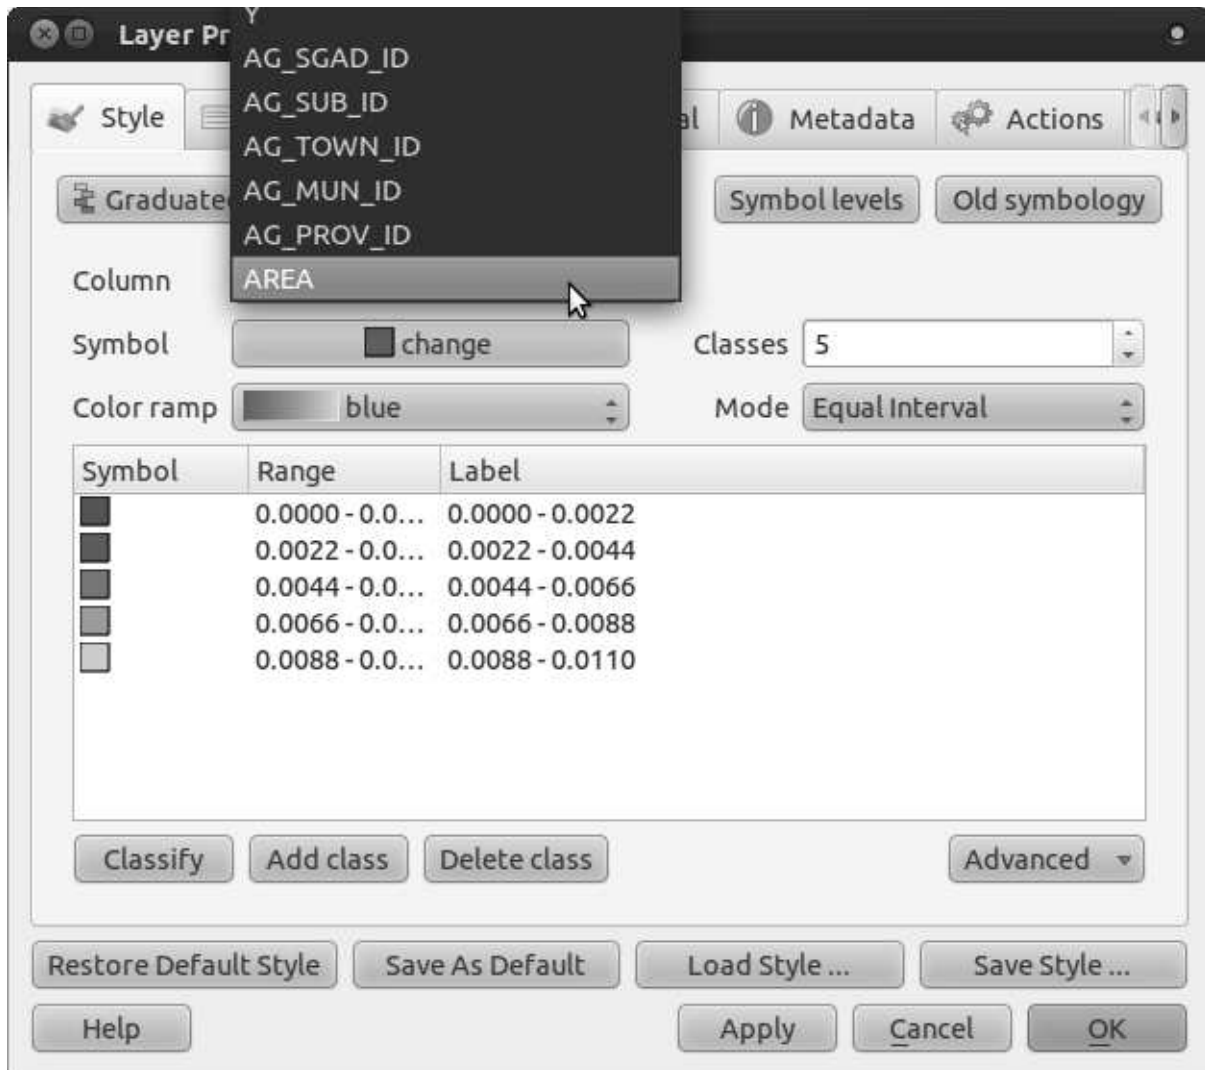 Y
Layer Pr
AG_SGAD_ID
AG_SUB_ID
AG_TOWN_ID
AG_MUN_ID
AG_PROV_ID
AREA
Style
al
Metadata
Actions
Graduate
Symbol levels
Old symbology
Column
Symbol
change
Classes
5
Color ramp
blue
Mode
Equal Interval
Symbol Range Label
0.0000 - 0.0... 0.0000 - 0.0022
0.0022 - 0.0... 0.0022 - 0.0044
0.0044 - 0.0... 0.0044 - 0.0066
0.0066 - 0.0... 0.0066 - 0.0088
0.0088 - 0.0... 0.0088 - 0.0110
Classify
Add class
Delete class
Advanced
Restore Default Style
Save As Default
Load Style ...
Save Style ...
Help
Apply
Cancel
OK